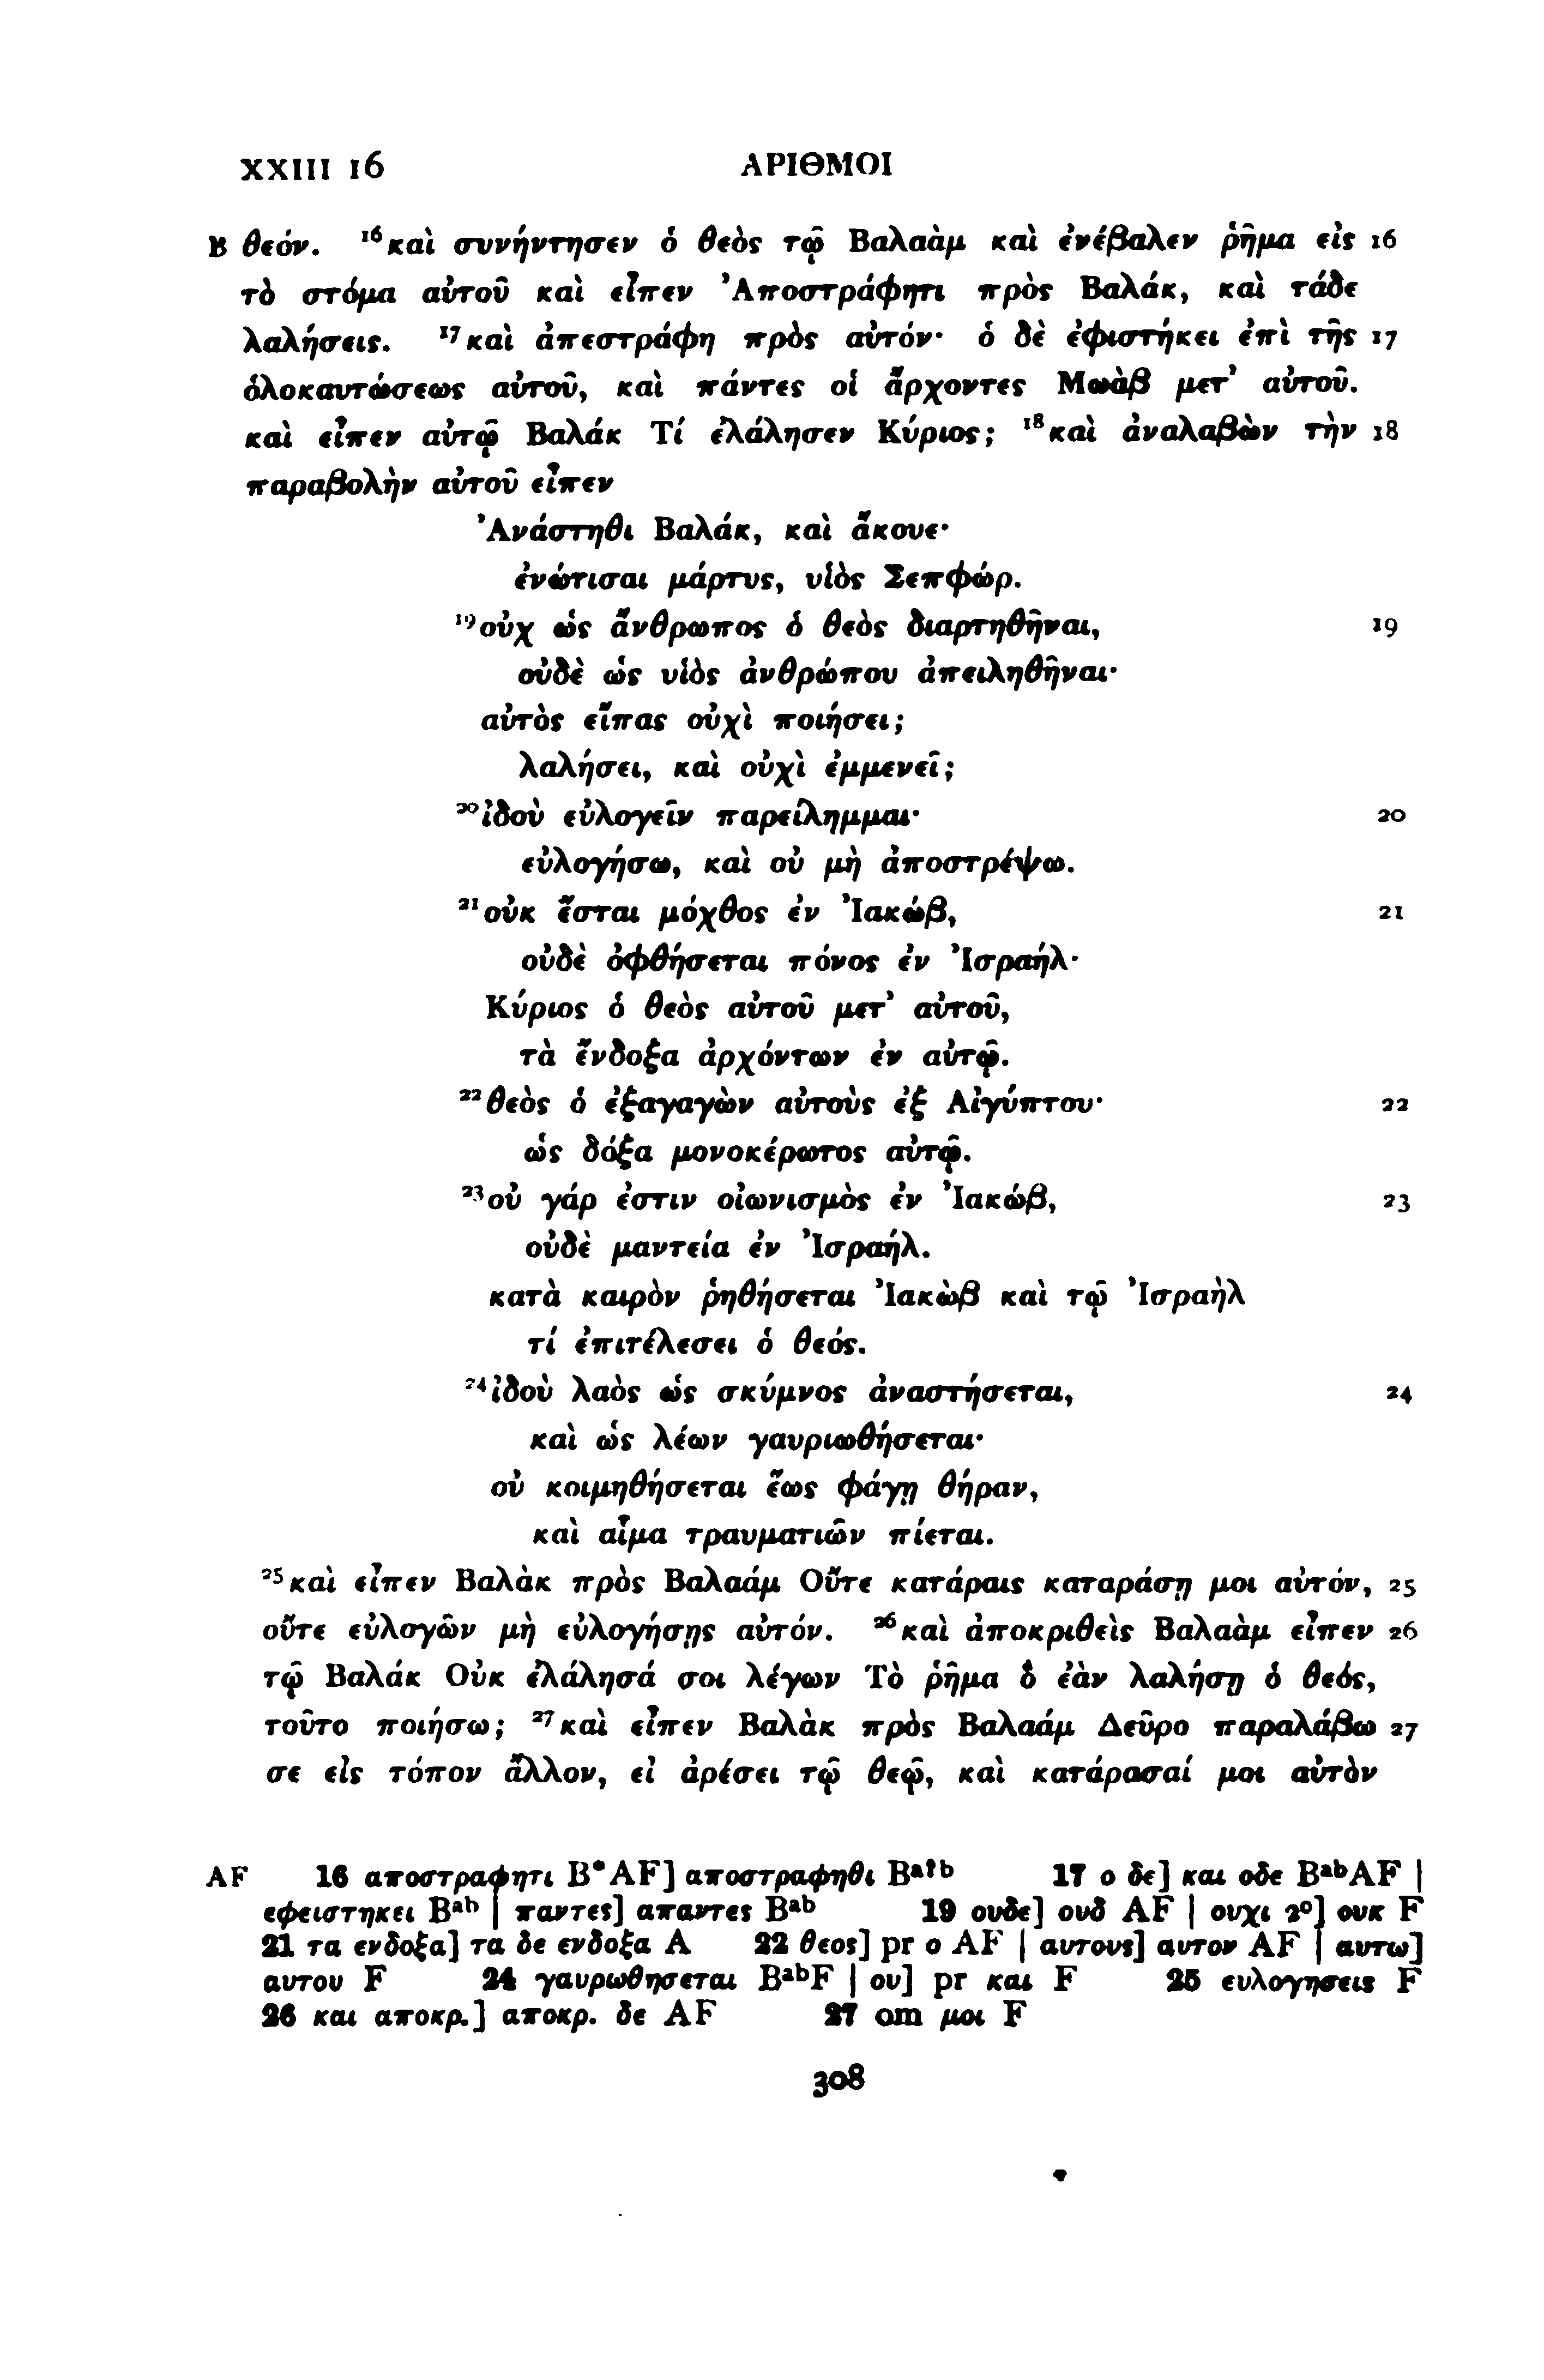 XXIII 16 ΑΡΙΘΜΟΙ
B θεόν. ¹⁶καὶ συνήντησεν ὁ θεὸς τῷ Βαλαὰμ καὶ ἐνέβαλεν ῥῆμα εἰς 16
τὸ στόμα αὐτοῦ καὶ εἶπεν Ἀποστράφητι πρὸς Βαλάκ, καὶ τάδε
λαλήσεις. ¹⁷καὶ ἀπεστράφη πρὸς αὐτόν· ὁ δὲ ἐφιστήκει ἐπὶ τῆς 17
ὁλοκαυτώσεως αὐτοῦ, καὶ πάντες οἱ ἄρχοντες Μωὰβ μετ' αὐτοῦ.
καὶ εἶπεν αὐτῷ Βαλάκ Τί ἐλάλησεν Κύριος; ¹⁸καὶ ἀναλαβὼν τὴν 18
παραβολὴν αὐτοῦ εἶπεν
Ἀνάστηθι Βαλάκ, καὶ ἄκουε·
ἐνώτισαι μάρτυς, υἱὸς Σεπφώρ.
¹⁹οὐχ ὡς ἄνθρωπος ὁ θεὸς διαρτηθῆναι, 19
οὐδὲ ὡς υἱὸς ἀνθρώπου ἀπειληθῆναι·
αὐτὸς εἴπας οὐχὶ ποιήσει;
λαλήσει, καὶ οὐχὶ ἐμμενεῖ;
²⁰ἰδοὺ εὐλογεῖν παρείλημμαι· 20
εὐλογήσω, καὶ οὐ μὴ ἀποστρέψω.
²¹οὐκ ἔσται μόχθος ἐν Ἰακώβ, 21
οὐδὲ ὀφθήσεται πόνος ἐν Ἰσραήλ·
Κύριος ὁ θεὸς αὐτοῦ μετ' αὐτοῦ,
τὰ ἔνδοξα ἀρχόντων ἐν αὐτῷ.
²²θεὸς ὁ ἐξαγαγὼν αὐτοὺς ἐξ Αἰγύπτου· 22
ὡς δόξα μονοκέρωτος αὐτῷ.
²³οὐ γάρ ἐστιν οἰωνισμὸς ἐν Ἰακώβ, 23
οὐδὲ μαντεία ἐν Ἰσραήλ.
κατὰ καιρὸν ῥηθήσεται Ἰακὼβ καὶ τῷ Ἰσραὴλ
τί ἐπιτέλεσει ὁ θεός.
²⁴ἰδοὺ λαὸς ὡς σκύμνος ἀναστήσεται, 24
καὶ ὡς λέων γαυριωθήσεται·
οὐ κοιμηθήσεται ἕως φάγῃ θήραν,
καὶ αἷμα τραυματιῶν πίεται.
²⁵καὶ εἶπεν Βαλὰκ πρὸς Βαλαάμ Οὔτε κατάραις καταράσῃ μοι αὐτόν, 25
οὔτε εὐλογῶν μὴ εὐλογήσῃς αὐτόν. ²⁶καὶ ἀποκριθεὶς Βαλαὰμ εἶπεν 26
τῷ Βαλάκ Οὐκ ἐλάλησά σοι λέγων Τὸ ῥῆμα ὃ ἐὰν λαλήσῃ ὁ θεός,
τοῦτο ποιήσω; ²⁷καὶ εἶπεν Βαλὰκ πρὸς Βαλαάμ Δεῦρο παραλάβω 27
σε εἰς τόπον ἄλλον, εἰ ἀρέσει τῷ θεῷ, καὶ κατάρασαί μοι αὐτὸν
AF 16 αποστραφητι B*AF] αποστραφηθι Bᵃ?ᵇ 17 ο δε] και οδε BᵃᵇAF |
εφειστηκει Bᵃᵇ | παντες] απαντες Bᵃᵇ 19 ουδε] ουδ AF | ουχι 2°] ουκ F
21 τα ενδοξα] τα δε ενδοξα A 22 θεος] pr ο AF | αυτους] αυτον AF | αυτω]
αυτου F 24 γαυρωθησεται BᵃᵇF | ου] pr και F 25 ευλογησεις F
26 και αποκρ.] αποκρ. δε AF 27 om μοι F
308